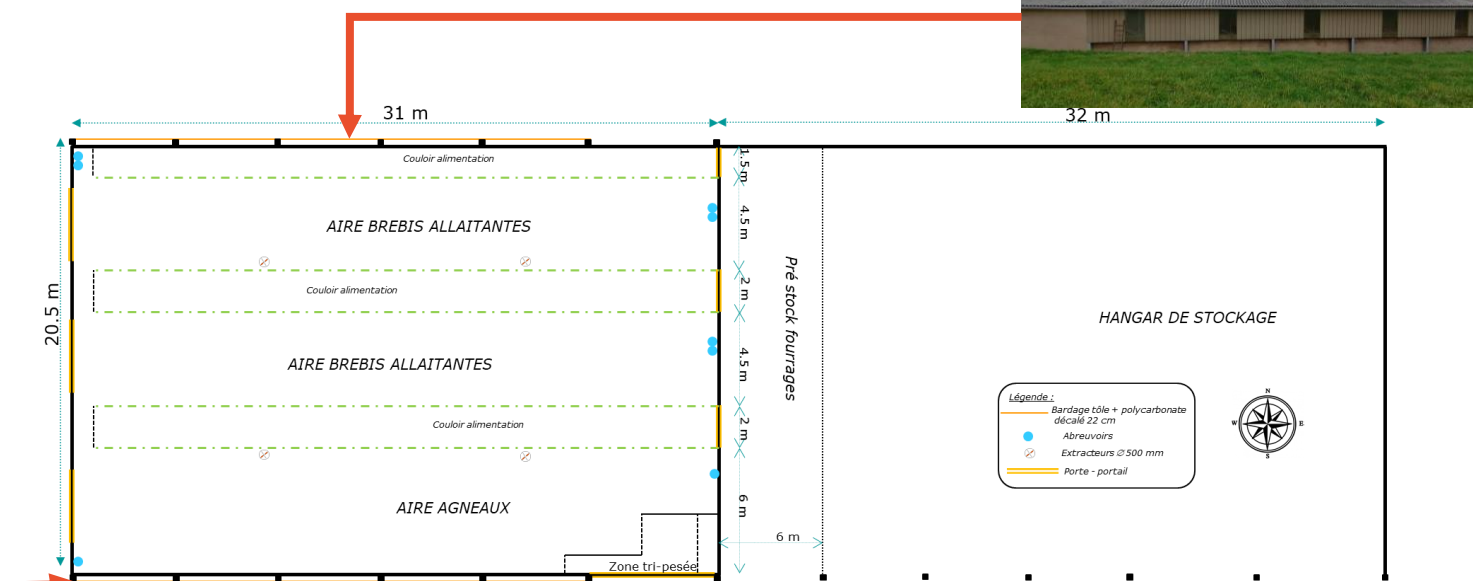 31 m
32 m
20.5 m
Couloir alimentation
1.5 m
AIRE BREBIS ALLAITANTES
4.5 m
Couloir alimentation
2 m
Pré stock fourrages
HANGAR DE STOCKAGE
AIRE BREBIS ALLAITANTES
4.5 m
Couloir alimentation
2 m
AIRE AGNEAUX
6 m
6 m
Zone tri-pesée
Légende :
Bardage tôle + polycarbonate
décalé 22 cm
Abreuvoirs
Extracteurs ∅ 500 mm
Porte - portail
N
W
E
S